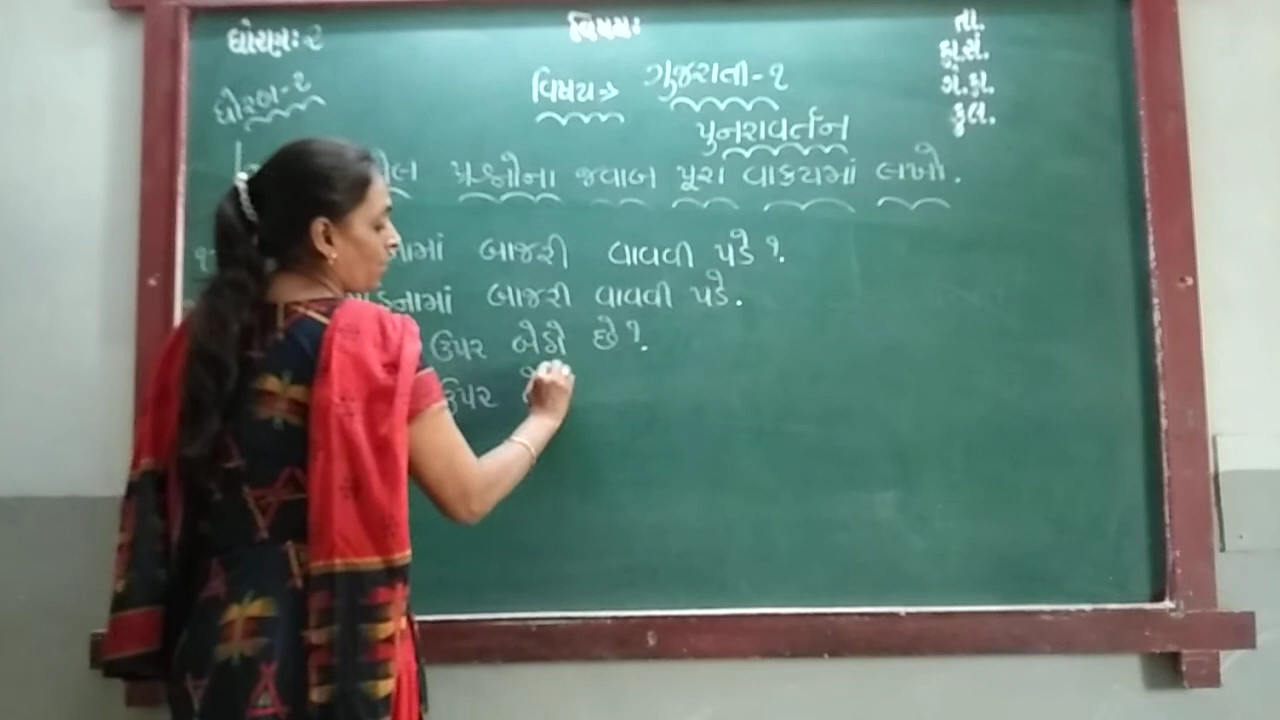 ધોરણઃ ૨
વિષયઃ
તા.
કૂ.સં.
ગે.હા.
કુલ.
ધોરણ-૨
વિષય⇒ ગુજરાતી-૧
પુનરાવર્તન
પ્રશ્નોના જવાબ પૂરા વાક્યમાં લખો.
બાજરી વાવવી પડે ?.
બાજરી વાવવી પડે.
ઉપર બેઠો છે ?.
ઉપર